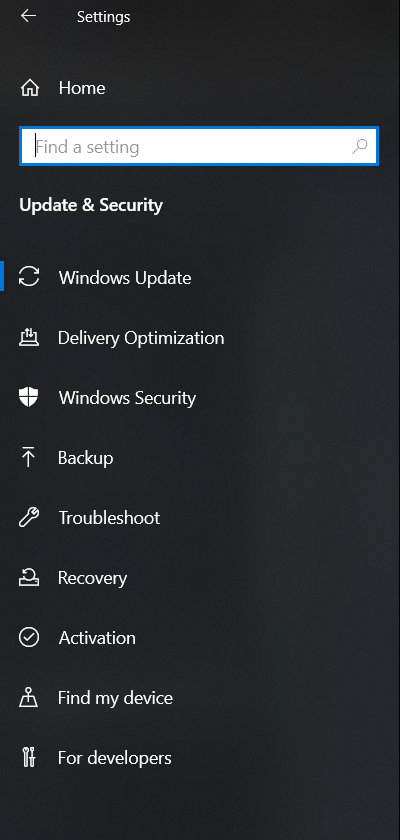 Settings
Home
Find a setting
Update & Security
Windows Update
Delivery Optimization
Windows Security
Backup
Troubleshoot
Recovery
Activation
Find my device
For developers